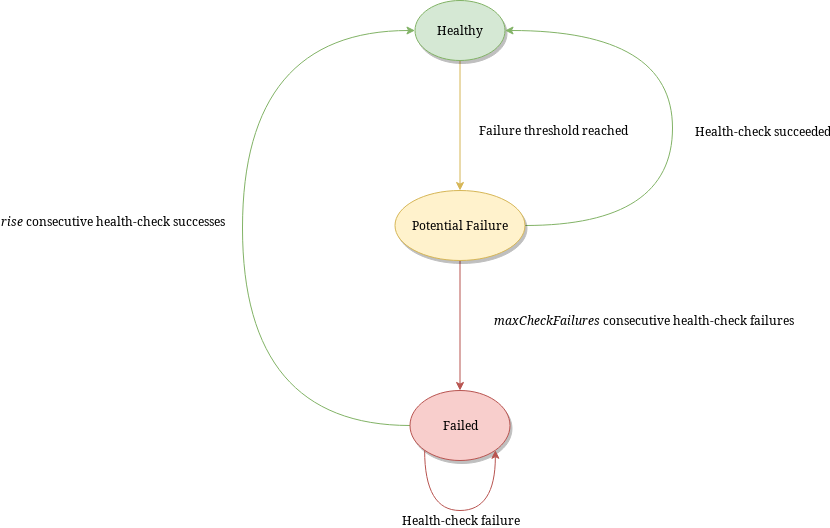 Healthy
Failure threshold reached
Health-check succeeded
rise consecutive health-check successes
Potential Failure
maxCheckFailures consecutive health-check failures
Failed
Health-check failure